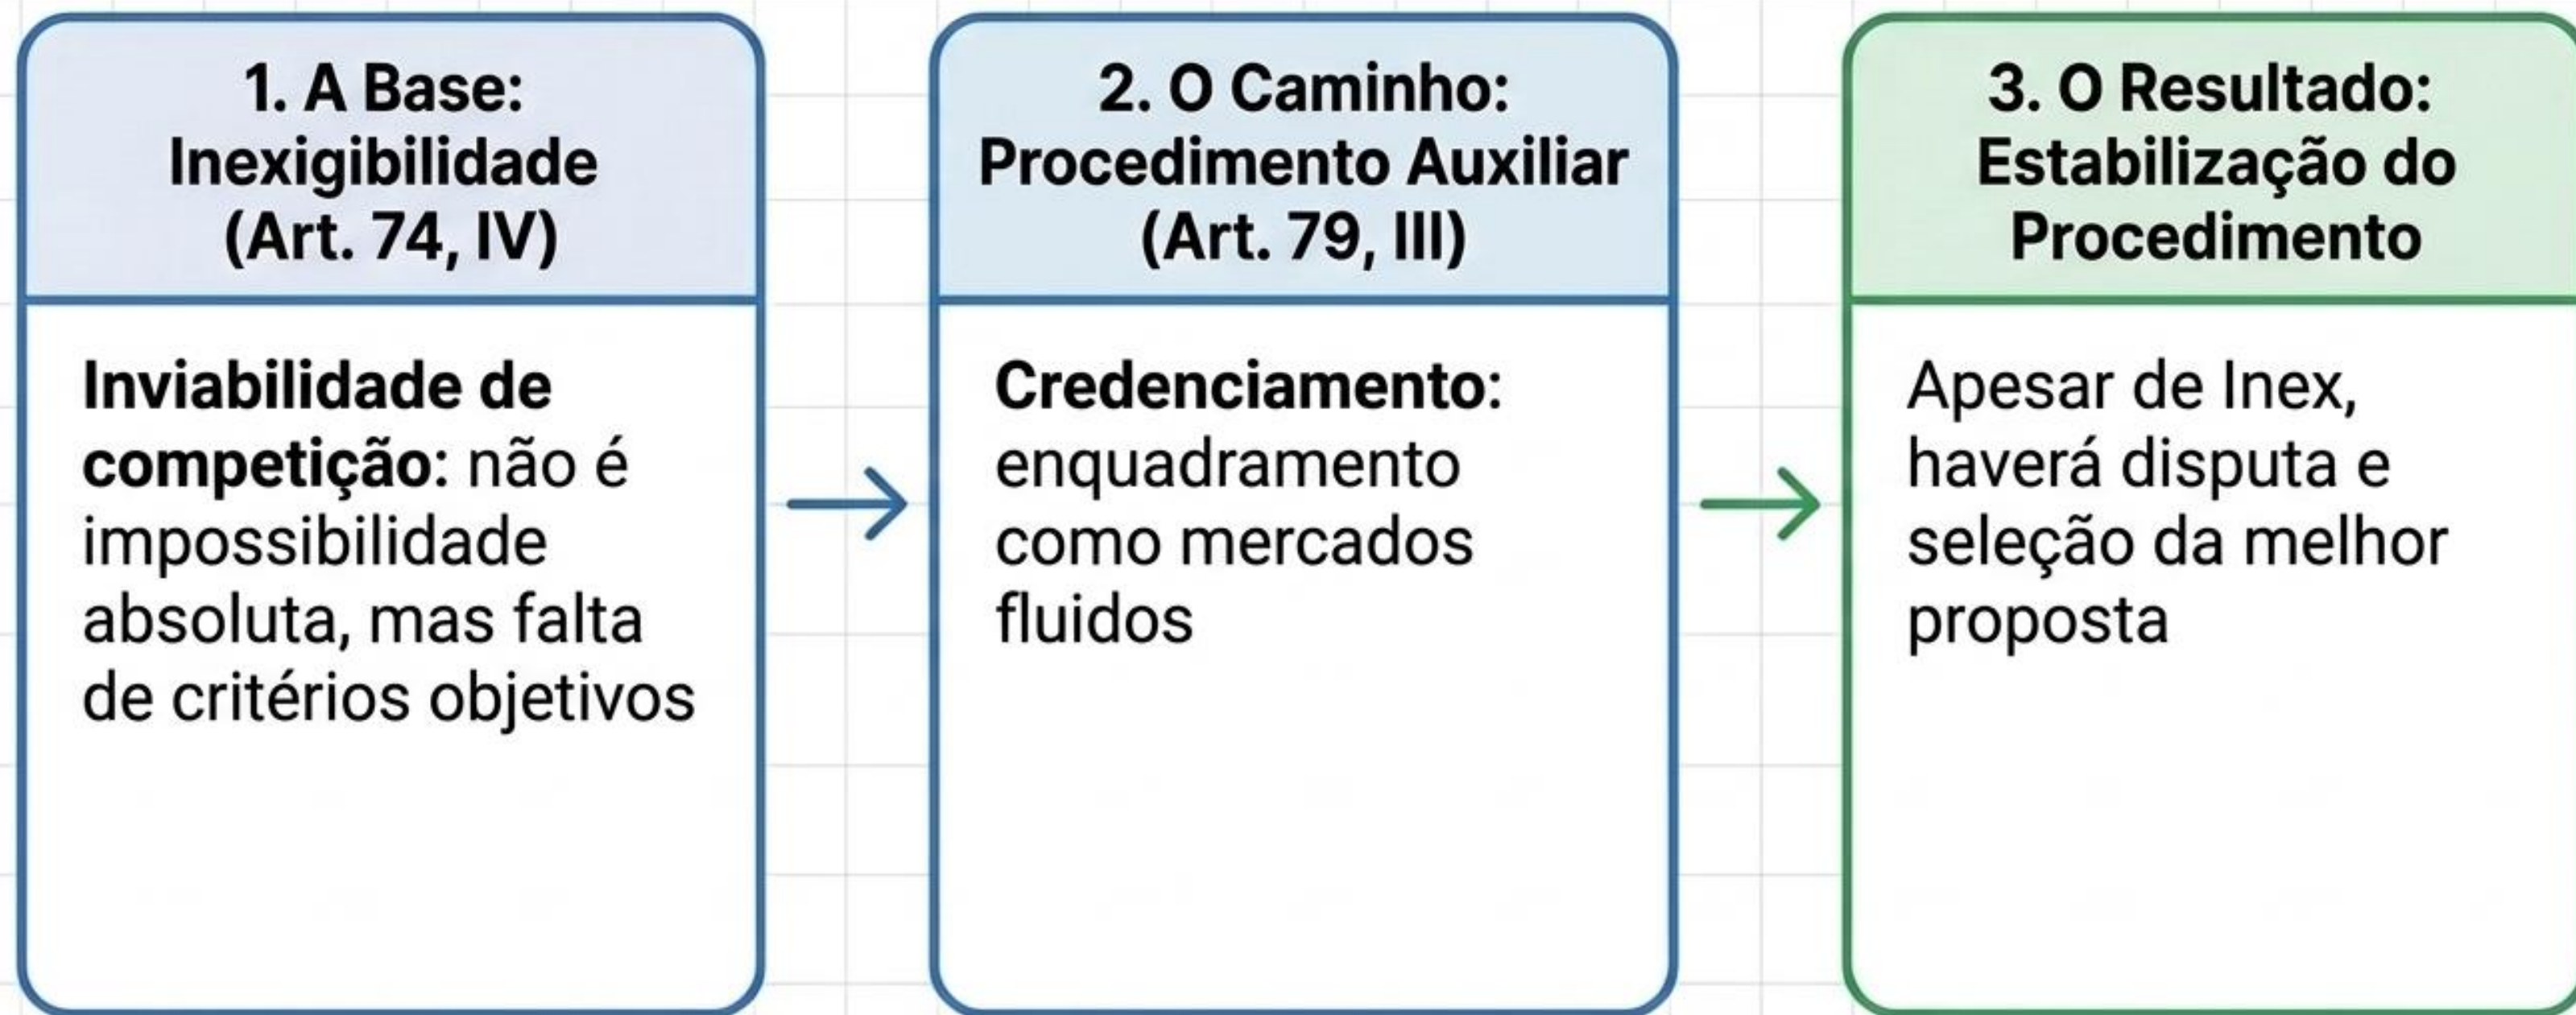 1. A Base:
Inexigibilidade
(Art. 74, IV)
Inviabilidade de
competição: não é
impossibilidade
absoluta, mas falta
de critérios objetivos
2. O Caminho:
Procedimento Auxiliar
(Art. 79, III)
Credenciamento:
enquadramento
como mercados
fluidos
3. O Resultado:
Estabilização do
Procedimento
Apesar de Inex,
haverá disputa e
seleção da melhor
proposta